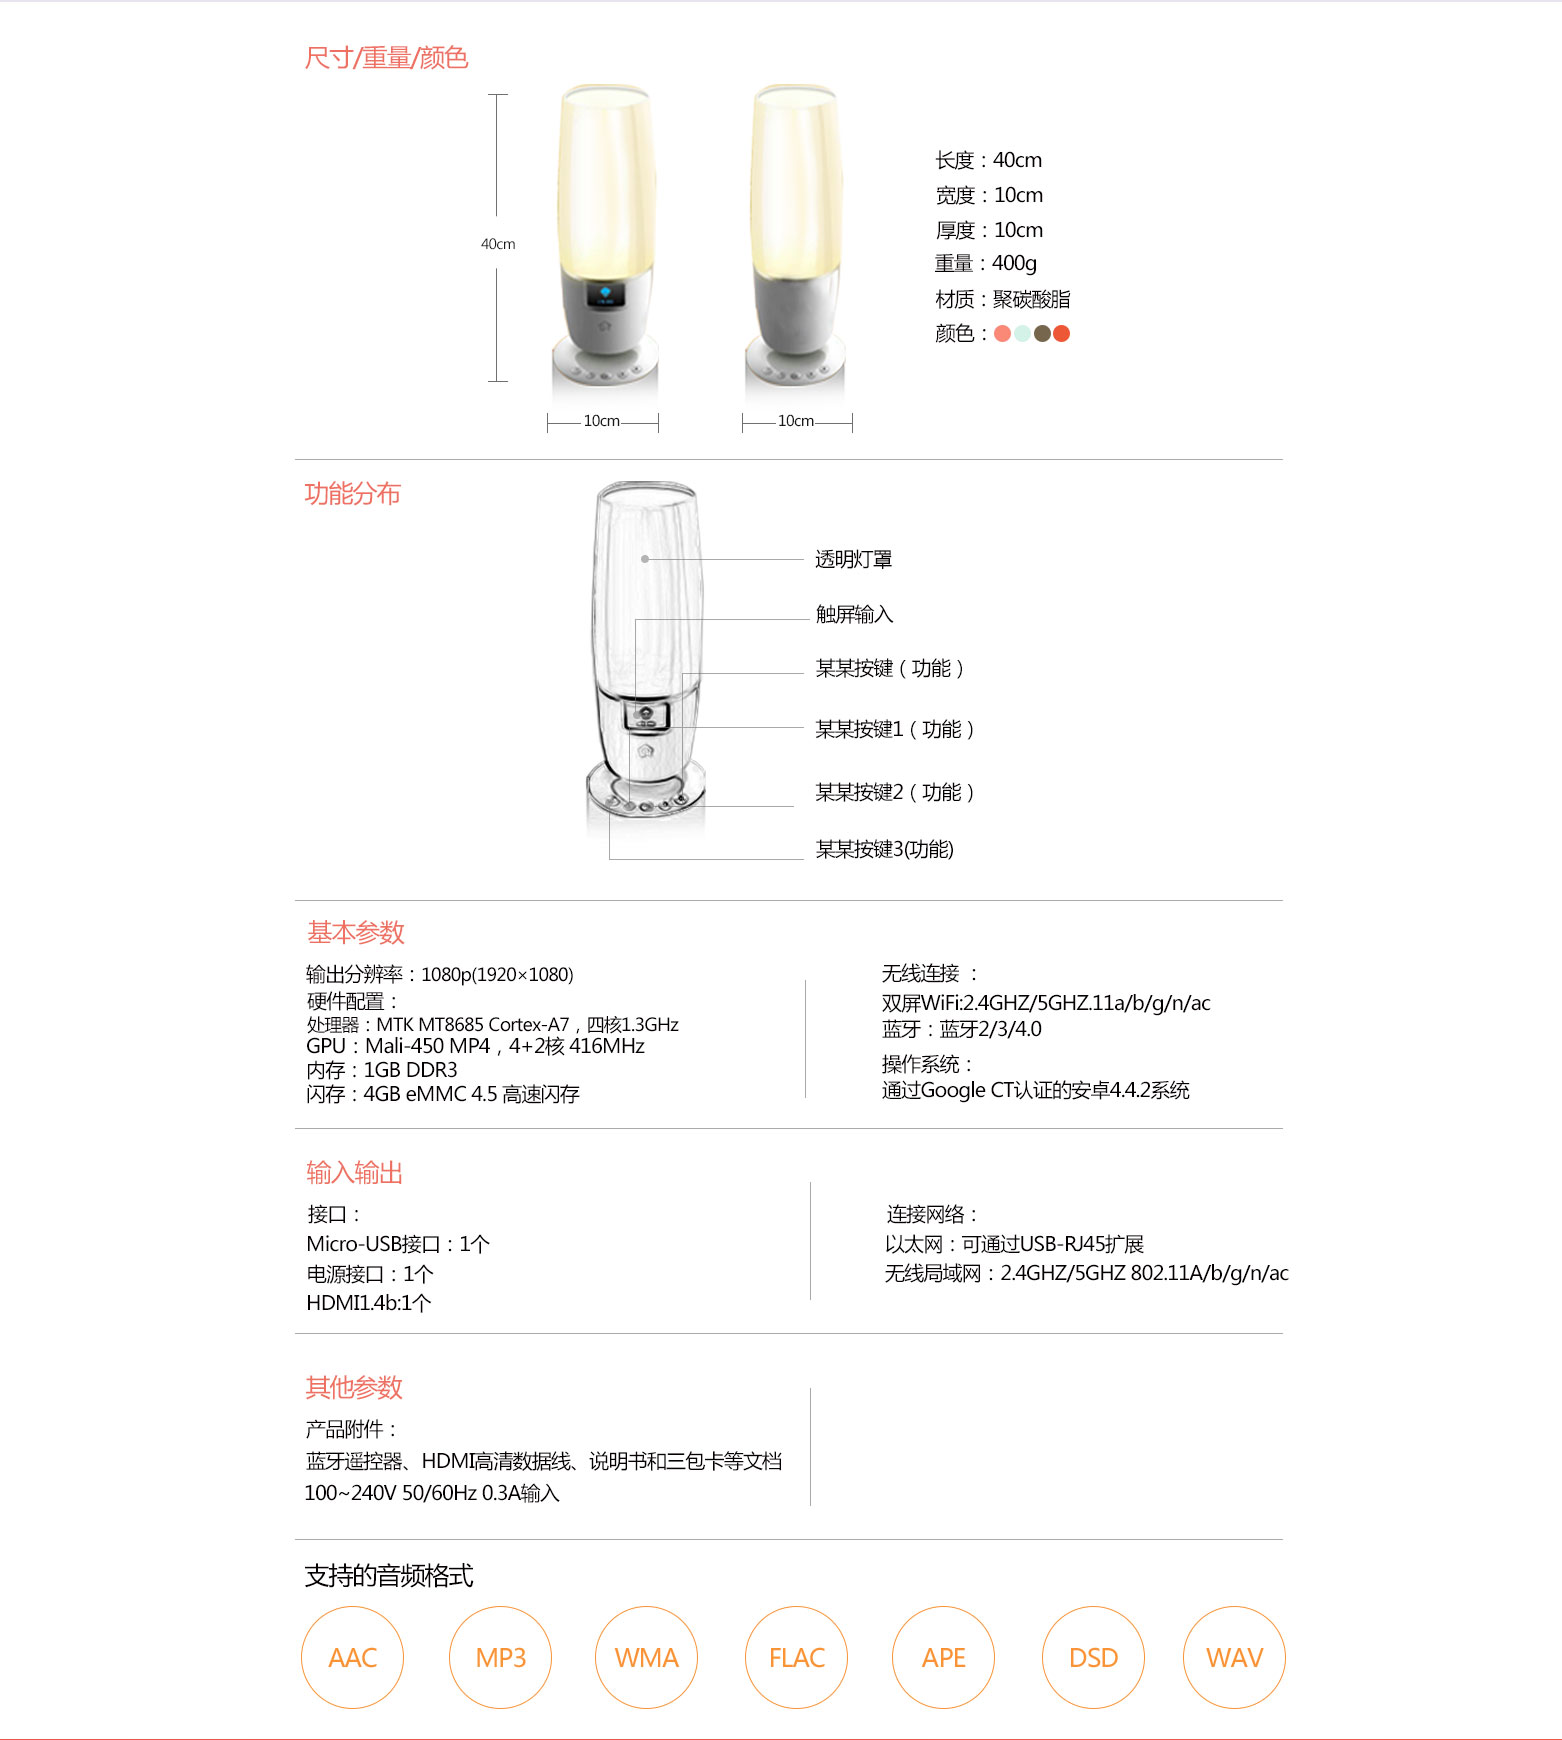 尺寸/重量/颜色
40cm
10cm
10cm
长度：40cm
宽度：10cm
厚度：10cm
重量：400g
材质：聚碳酸脂
颜色：
功能分布
透明灯罩
触屏输入
某某按键（功能）
某某按键1（功能）
某某按键2（功能）
某某按键3(功能)
基本参数
输出分辨率：1080p(1920×1080)
硬件配置：
处理器：MTK MT8685 Cortex-A7，四核1.3GHz
GPU：Mali-450 MP4，4+2核 416MHz
内存：1GB DDR3
闪存：4GB eMMC 4.5 高速闪存
无线连接 ：
双屏WiFi:2.4GHZ/5GHZ.11a/b/g/n/ac
蓝牙：蓝牙2/3/4.0
操作系统：
通过Google CT认证的安卓4.4.2系统
输入输出
接口：
Micro-USB接口：1个
电源接口：1个
HDMI1.4b:1个
连接网络：
以太网：可通过USB-RJ45扩展
无线局域网：2.4GHZ/5GHZ 802.11A/b/g/n/ac
其他参数
产品附件：
蓝牙遥控器、HDMI高清数据线、说明书和三包卡等文档
100~240V 50/60Hz 0.3A输入
支持的音频格式
AAC
MP3
WMA
FLAC
APE
DSD
WAV